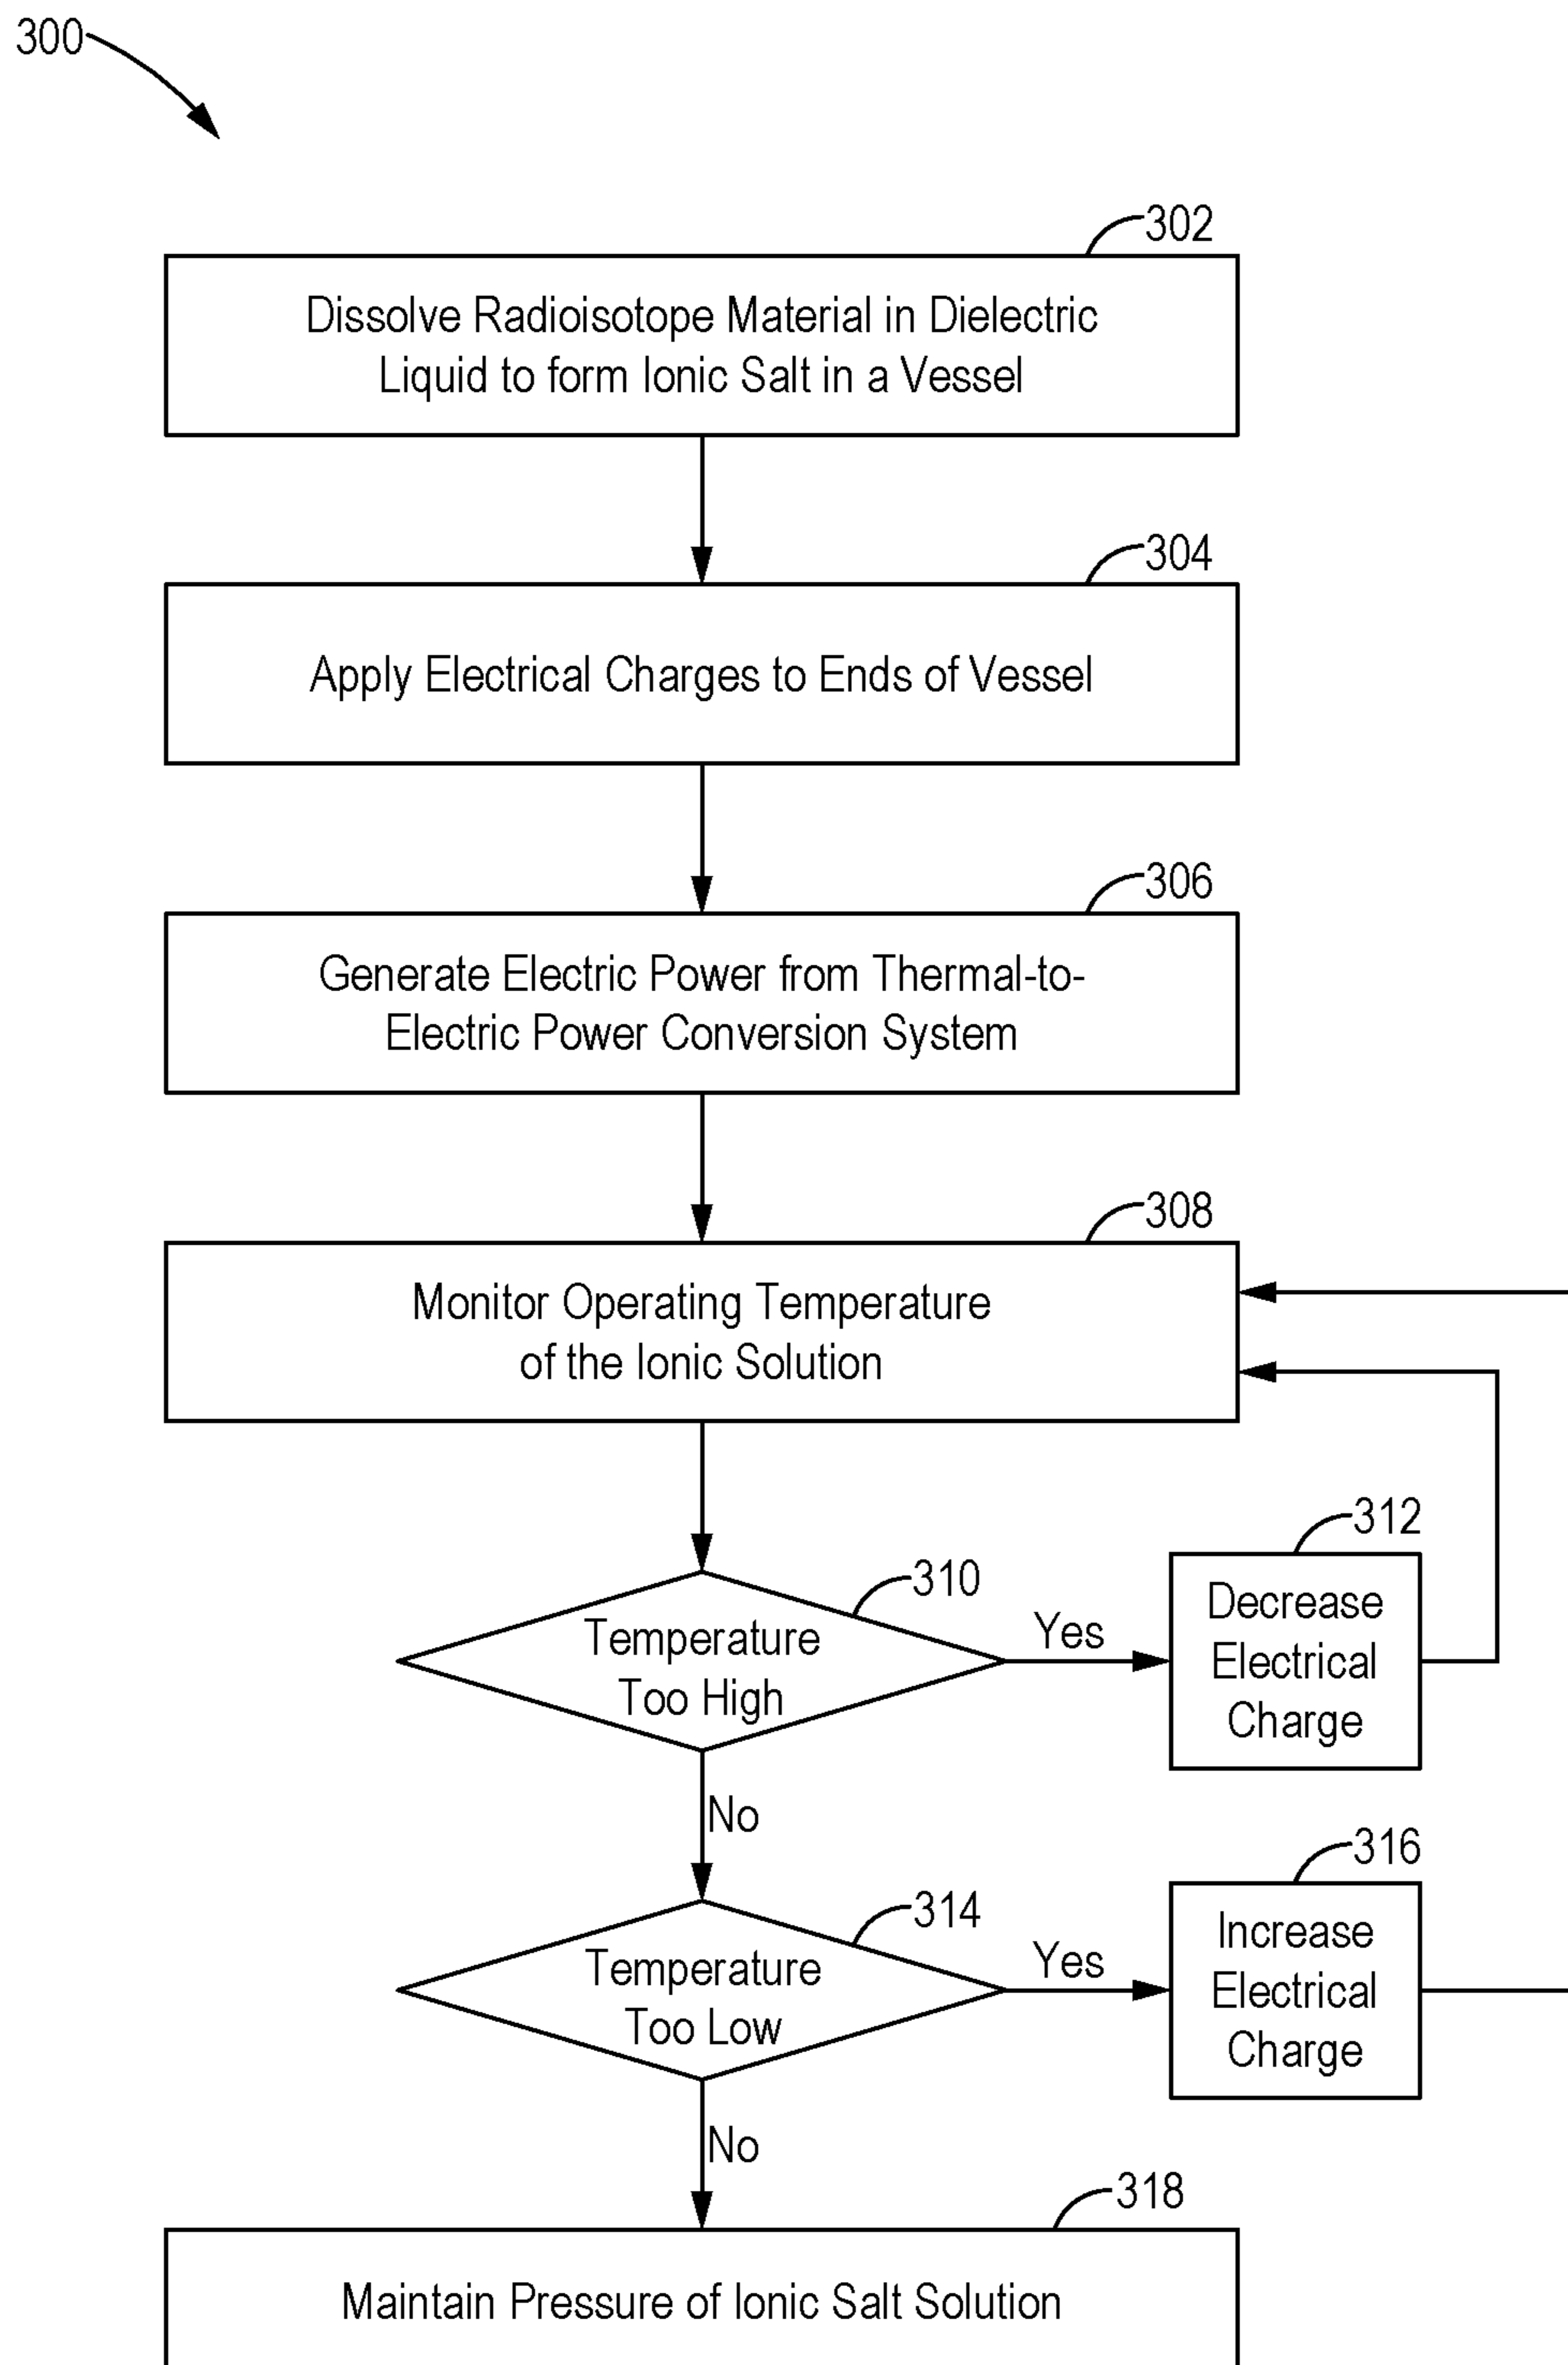 300
302
Dissolve Radioisotope Material in Dielectric
Liquid to form Ionic Salt in a Vessel
304
Apply Electrical Charges to Ends of Vessel
306
Generate Electric Power from Thermal-to-
Electric Power Conversion System
308
Monitor Operating Temperature
of the Ionic Solution
310
Temperature
Too High
Yes
312
Decrease
Electrical
Charge
No
314
Temperature
Too Low
Yes
316
Increase
Electrical
Charge
No
318
Maintain Pressure of Ionic Salt Solution